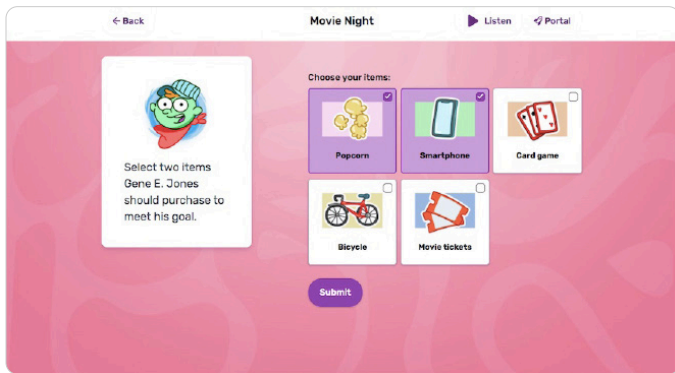 Back
Movie Night
Listen
Portal
Choose your items:
Select two items
Gene E. Jones
should purchase to
meet his goal.
Popcorn
Smartphone
Card game
Bicycle
Movie tickets
Submit